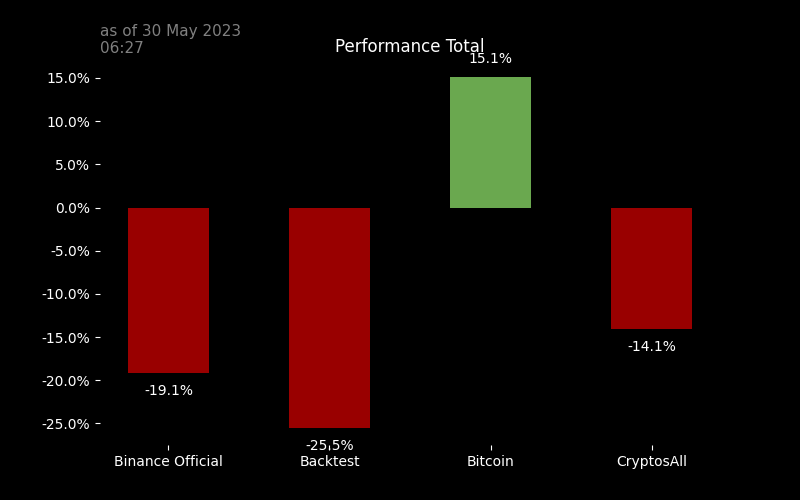 as of 30 May 2023
06:27
Performance Total
15.1%
15.0%
10.0%
5.0%
0.0%
-5.0%
-10.0%
-15.0%
-14.1%
-20.0%
-19.1%
-25.0%
-25.5%
Binance Official
Backtest
Bitcoin
CryptosAll